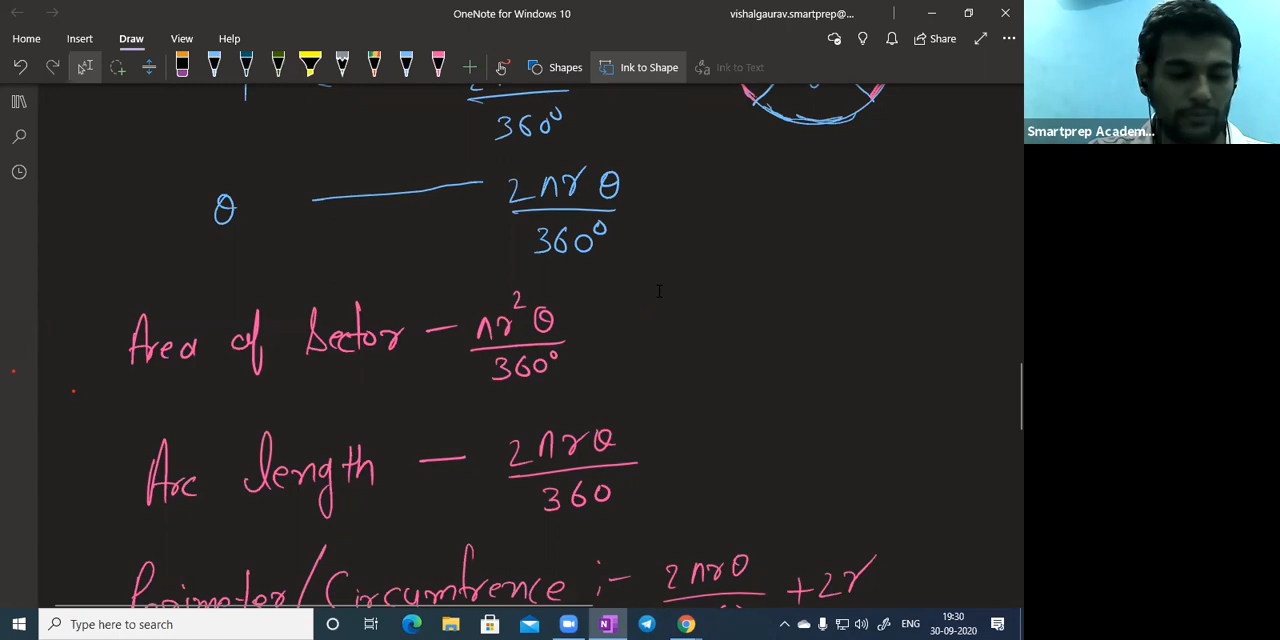 OneNote for Windows 10
vishalgaurav.smartprep@...
Home Insert Draw View Help
Share
Shapes
Ink to Shape
Ink to Text
360°
θ — 2πrθ
360°
Area of Sector — πr²θ
360°
Arc length — 2πrθ
360
Perimeter/Circumfrence :- 2πrθ + 2r
Smartprep Academ...
Type here to search
ENG
19:30
30-09-2020